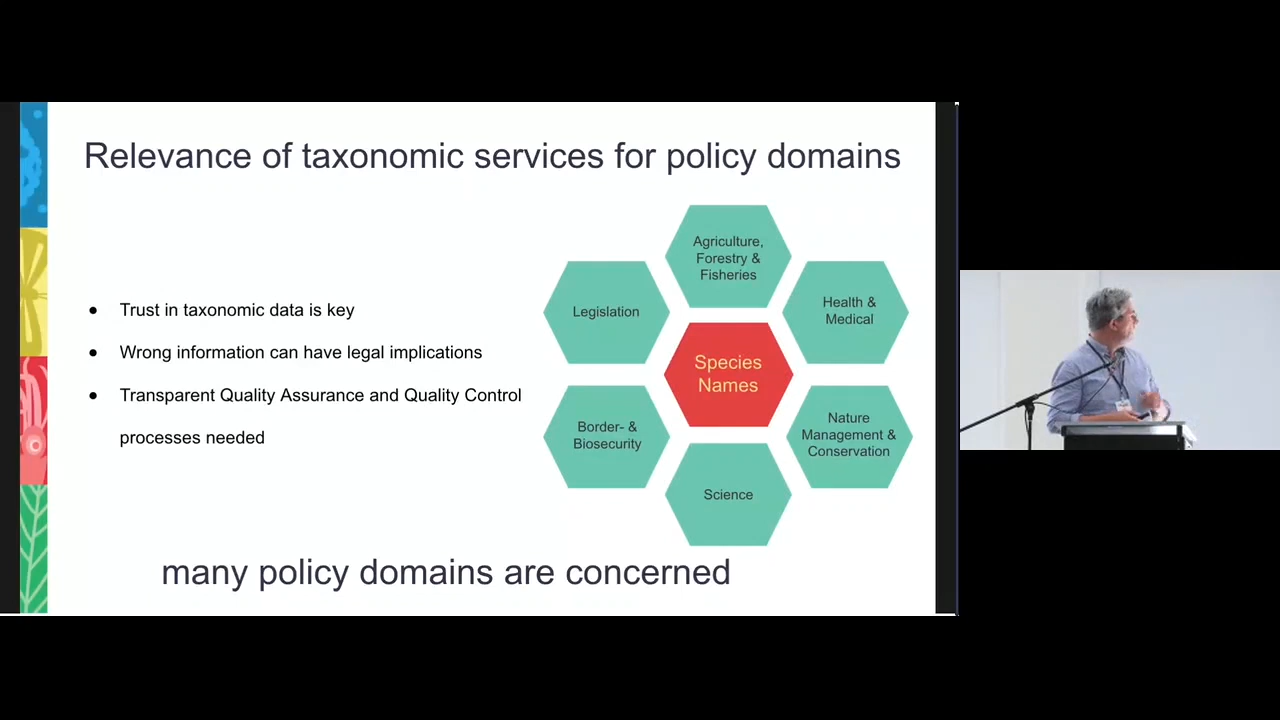 Relevance of taxonomic services for policy domains
● Trust in taxonomic data is key
● Wrong information can have legal implications
● Transparent Quality Assurance and Quality Control
processes needed
Agriculture,
Forestry &
Fisheries
Legislation
Health &
Medical
Species
Names
Border- &
Biosecurity
Nature
Management &
Conservation
Science
many policy domains are concerned